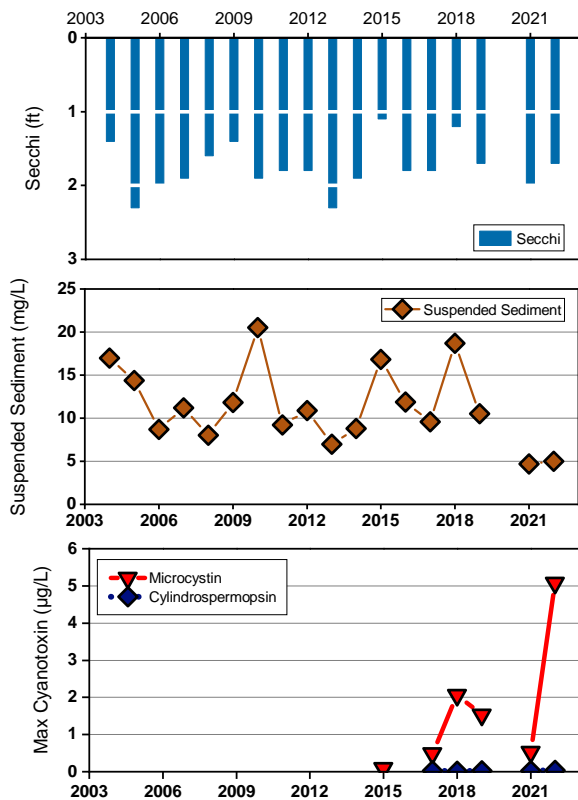 2003 2006 2009 2012 2015 2018 2021
0
1
2
3
Secchi (ft)
Secchi
25
20
15
10
5
0
Suspended Sediment (mg/L)
Suspended Sediment
2003 2006 2009 2012 2015 2018 2021
6
5
4
3
2
1
0
Max Cyanotoxin (µg/L)
Microcystin
Cylindrospermopsin
2003 2006 2009 2012 2015 2018 2021